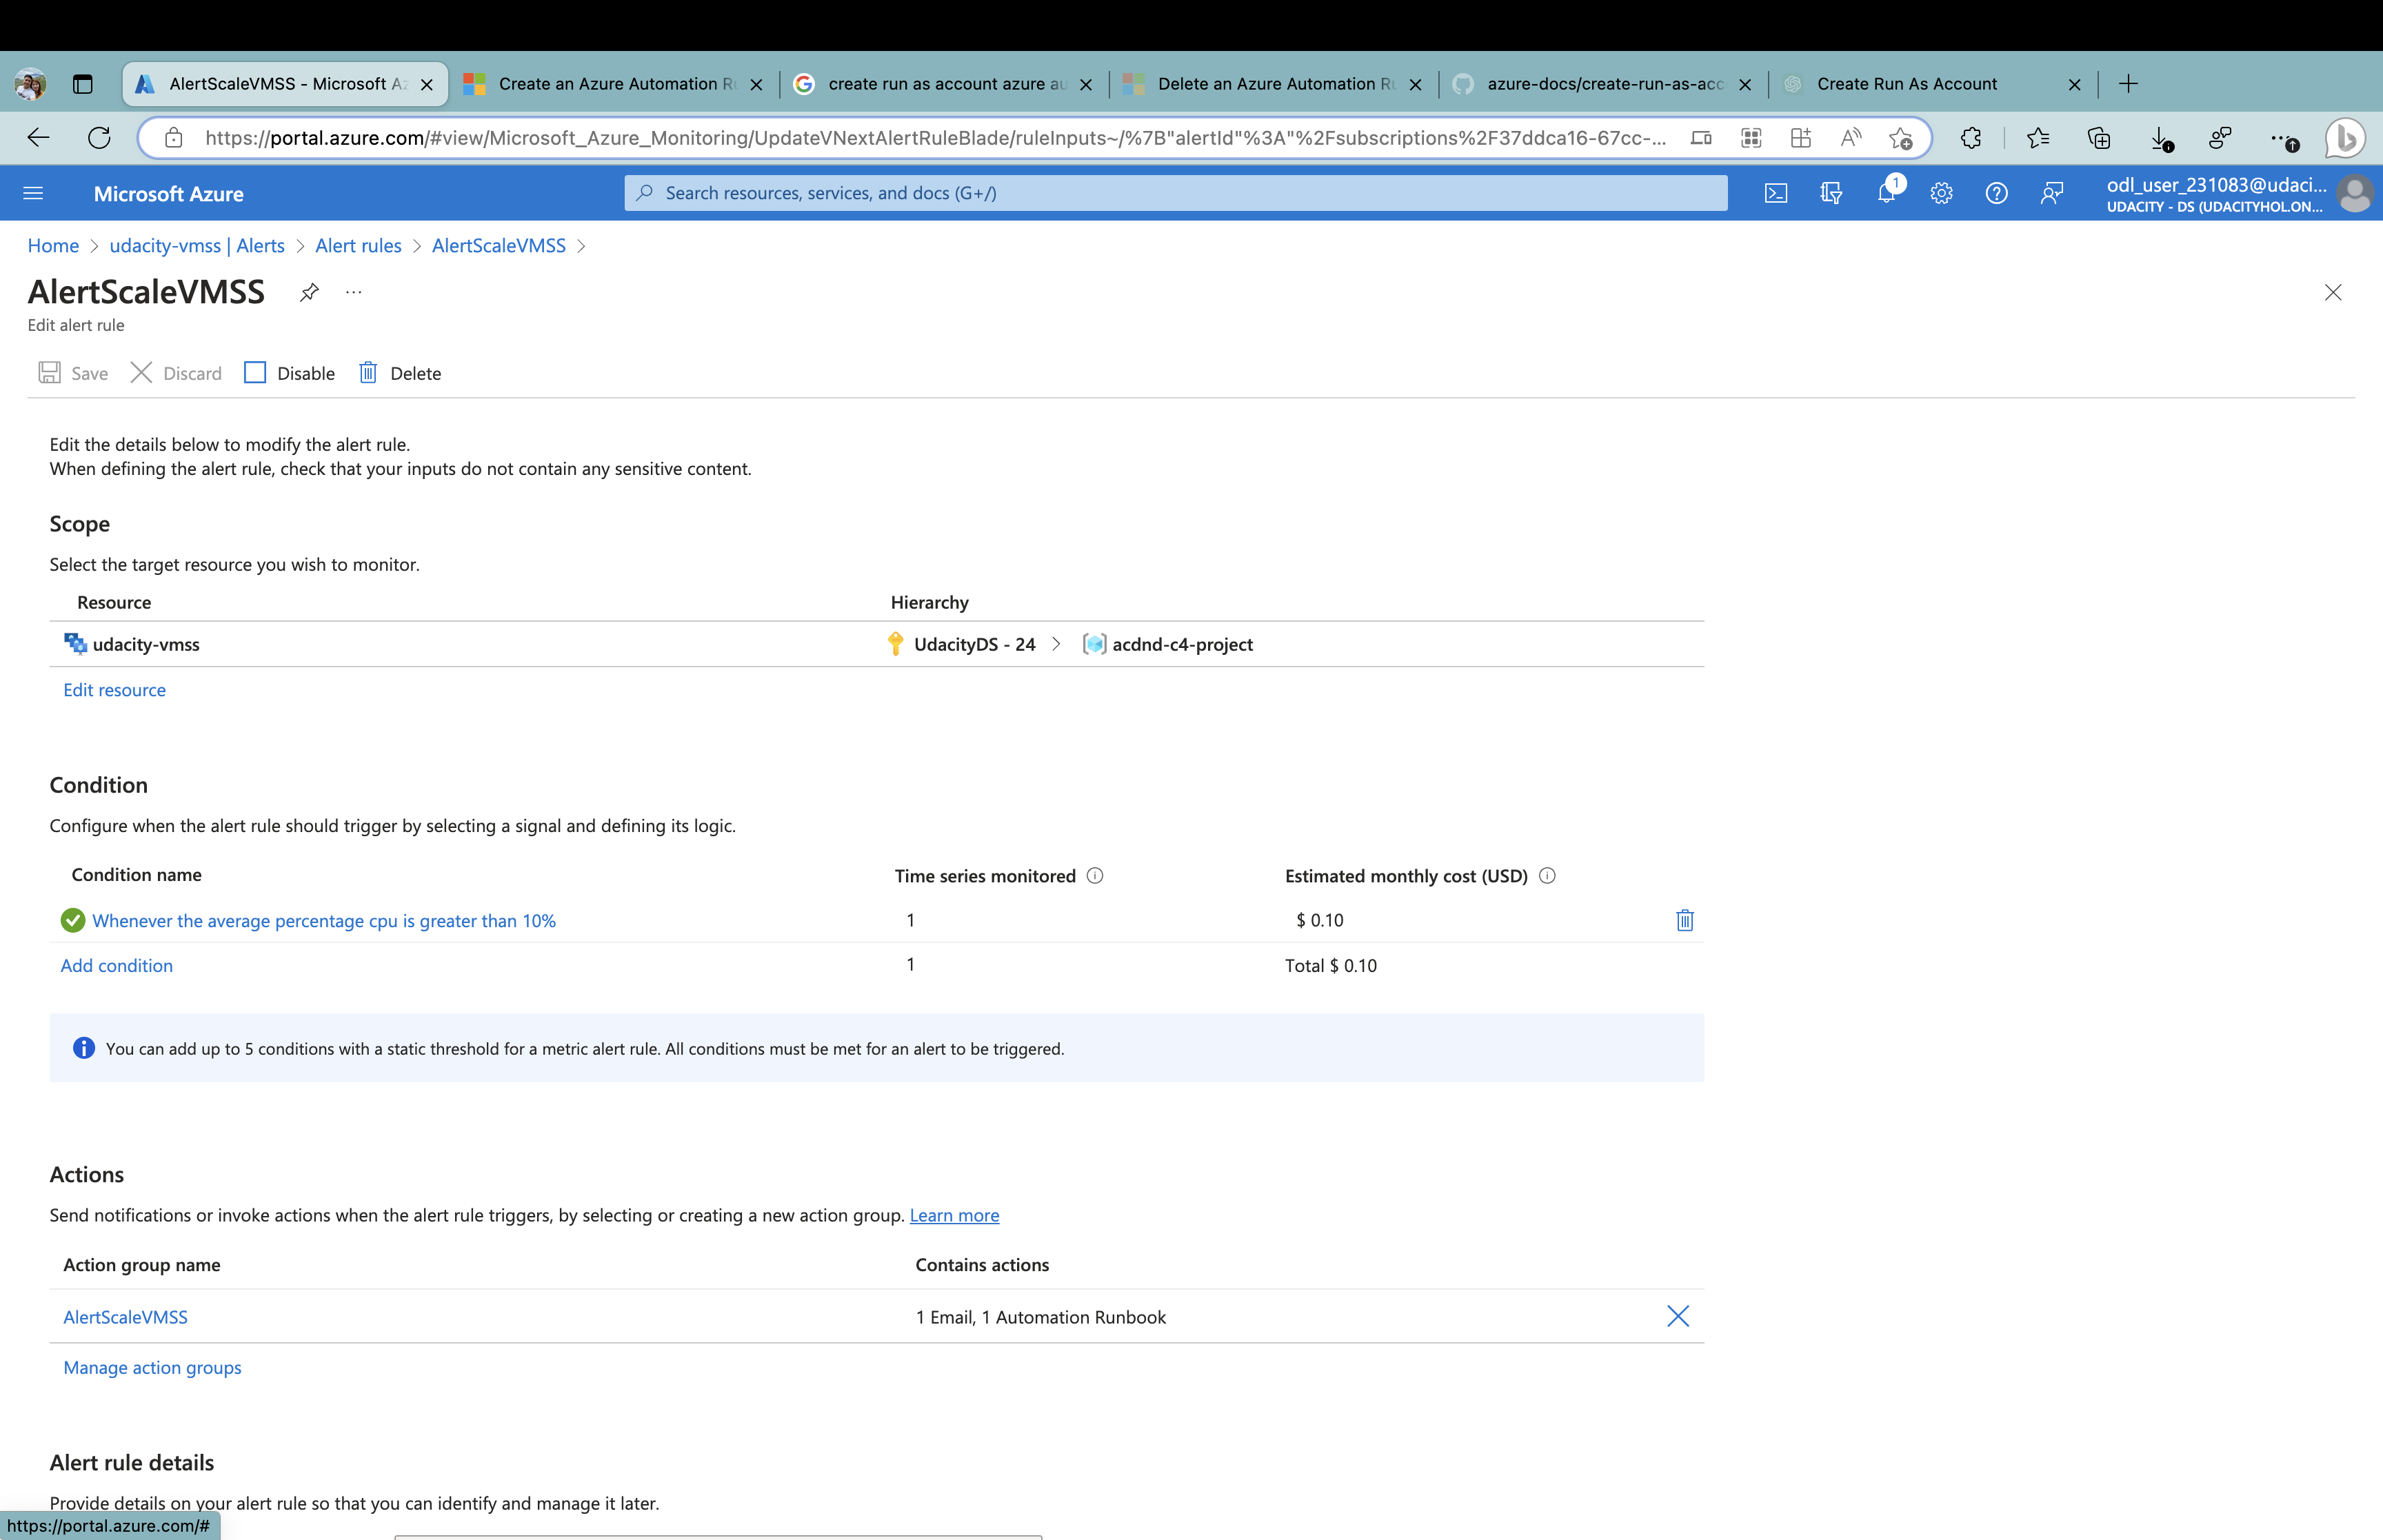 AlertScaleVMSS - Microsoft Az
Create an Azure Automation Ru
create run as account azure au
Delete an Azure Automation Ru
azure-docs/create-run-as-acc
Create Run As Account
https://portal.azure.com/#view/Microsoft_Azure_Monitoring/UpdateVNextAlertRuleBlade/ruleInputs~/%7B"alertId"%3A"%2Fsubscriptions%2F37ddca16-67cc-...
Microsoft Azure
Search resources, services, and docs (G+/)
1
odl_user_231083@udaci...
UDACITY - DS (UDACITYHOL.ON...
Home > udacity-vmss | Alerts > Alert rules > AlertScaleVMSS >
AlertScaleVMSS ...
Edit alert rule
Save Discard Disable Delete
Edit the details below to modify the alert rule.
When defining the alert rule, check that your inputs do not contain any sensitive content.
Scope
Select the target resource you wish to monitor.
Resource Hierarchy
udacity-vmss UdacityDS - 24 > acdnd-c4-project
Edit resource
Condition
Configure when the alert rule should trigger by selecting a signal and defining its logic.
Condition name Time series monitored Estimated monthly cost (USD)
Whenever the average percentage cpu is greater than 10% 1 $ 0.10
Add condition 1 Total $ 0.10
You can add up to 5 conditions with a static threshold for a metric alert rule. All conditions must be met for an alert to be triggered.
Actions
Send notifications or invoke actions when the alert rule triggers, by selecting or creating a new action group. Learn more
Action group name Contains actions
AlertScaleVMSS 1 Email, 1 Automation Runbook
Manage action groups
Alert rule details
Provide details on your alert rule so that you can identify and manage it later.
https://portal.azure.com/#